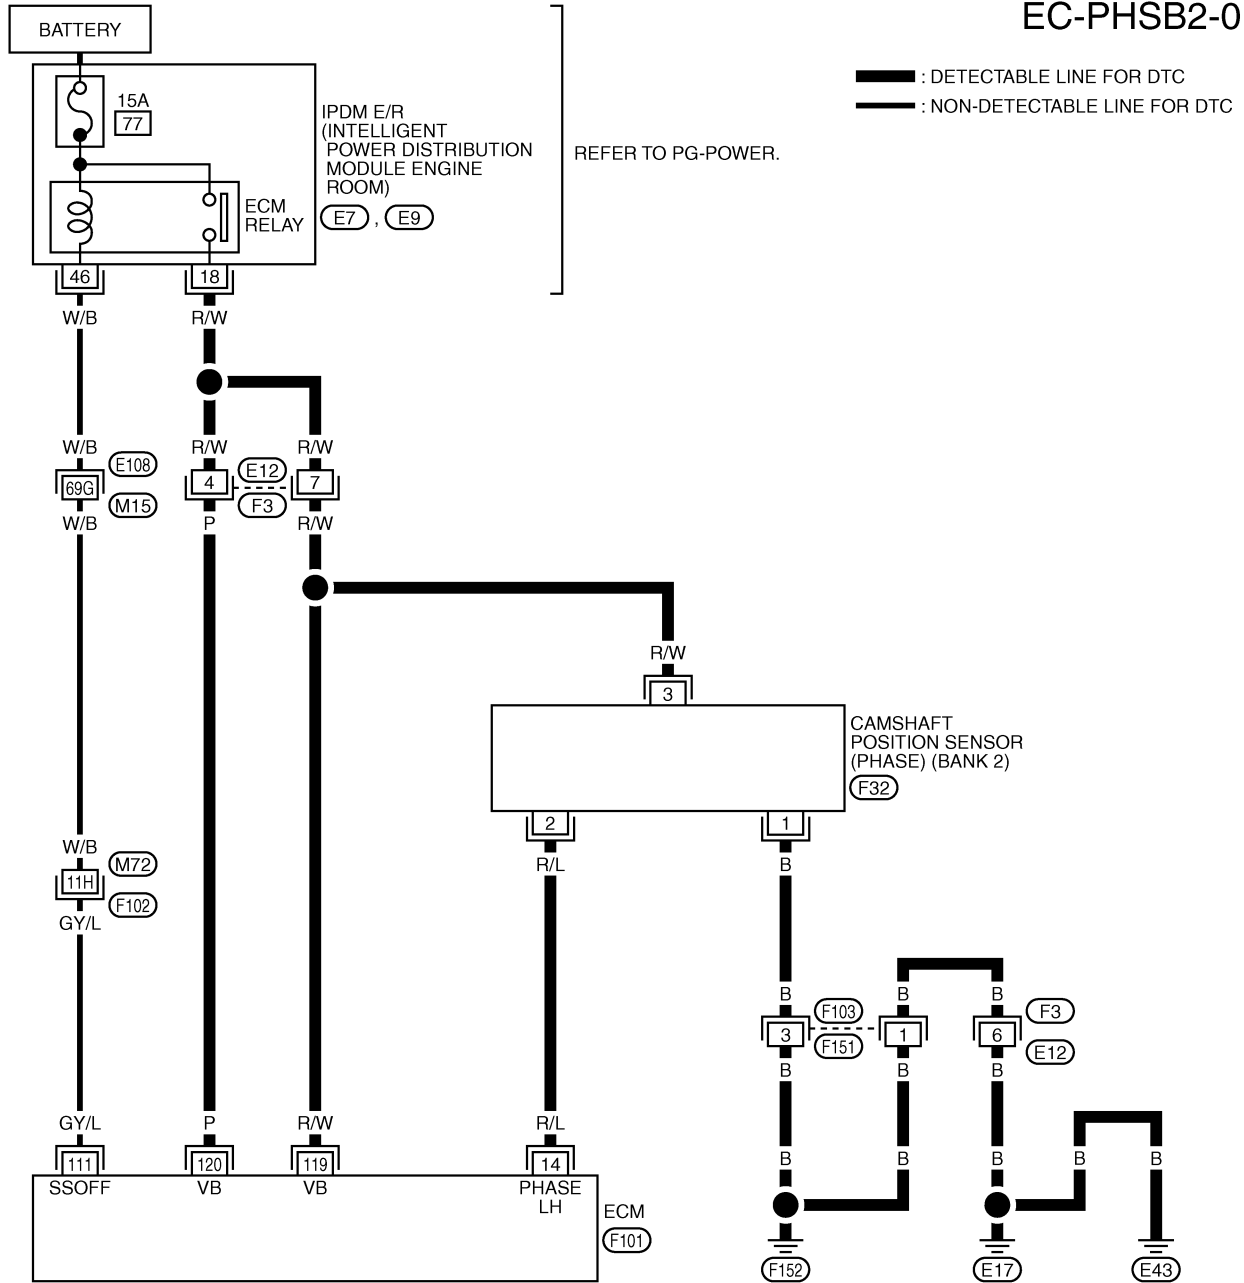 EC-PHSB2-0
BATTERY
: DETECTABLE LINE FOR DTC
: NON-DETECTABLE LINE FOR DTC
15A
77
IPDM E/R
(INTELLIGENT
POWER DISTRIBUTION
MODULE ENGINE
ROOM)
E7 , E9
REFER TO PG-POWER.
ECM
RELAY
46 18
W/B R/W
W/B R/W R/W
E108
69G
M15
4 E12 7
F3
W/B P R/W
R/W
3
CAMSHAFT
POSITION SENSOR
(PHASE) (BANK 2)
F32
2 1
R/L B
W/B
M72
11H
F102
GY/L
B B B
3 F103 1 6 F3
F151 E12
B B B
GY/L P R/W R/L
B B B B
111 120 119 14
SSOFF VB VB PHASE
LH
ECM
F101
F152 E17 E43